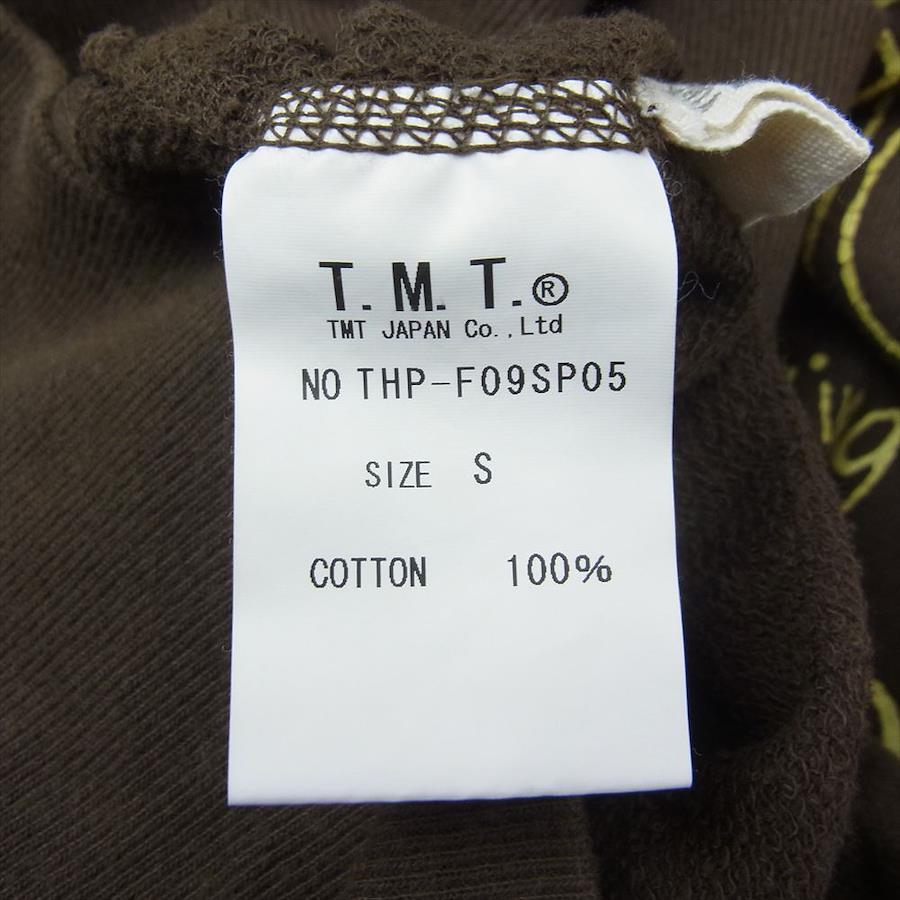 T.M.T.®
TMT JAPAN Co.,Ltd
NO THP-F09SP05
SIZE S
COTTON 100%